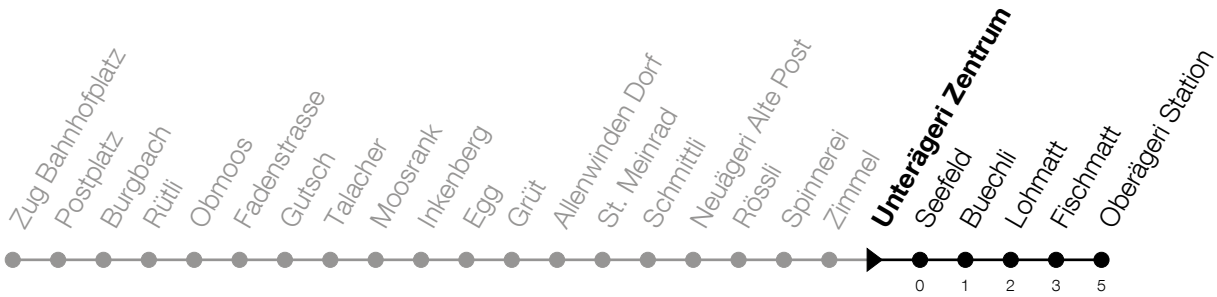 Zug Bahnhofplatz
Postplatz
Burgbach
Rütli
Obmoos
Fadenstrasse
Gutsch
Talacher
Moosrank
Inkenberg
Egg
Grüt
Allenwinden Dorf
St. Meinrad
Schmittli
Neuägeri Alte Post
Rössli
Spinnerei
Zimmel
Unterägeri Zentrum
Seefeld
Buechli
Lohmatt
Fischmatt
Oberägeri Station
0 1 2 3 5